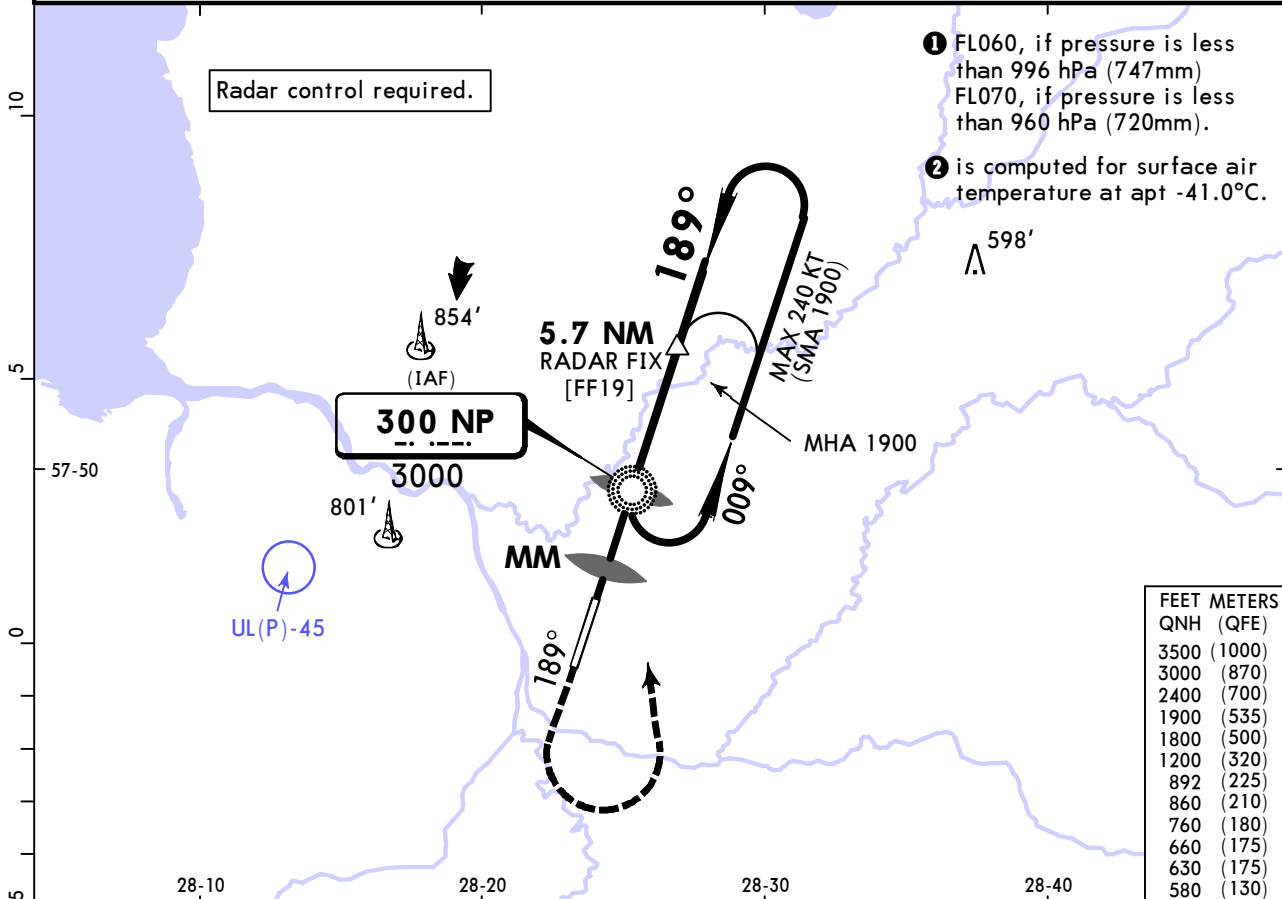 Radar control required.
❶ FL060, if pressure is less
than 996 hPa (747mm)
FL070, if pressure is less
than 960 hPa (720mm).
❷ is computed for surface air
temperature at apt -41.0°C.
10
598'
189°
MAX 240 KT
(SMA 1900)
854'
5.7 NM
RADAR FIX
[FF19]
5
(IAF)
300 NP
3000
MHA 1900
57-50
801'
009°
MM
UL(P)-45
0
189°
FEET METERS
QNH (QFE)
3500 (1000)
3000 (870)
2400 (700)
1900 (535)
1800 (500)
1200 (320)
892 (225)
860 (210)
760 (180)
660 (175)
630 (175)
580 (130)
5
28-10
28-20
28-30
28-40